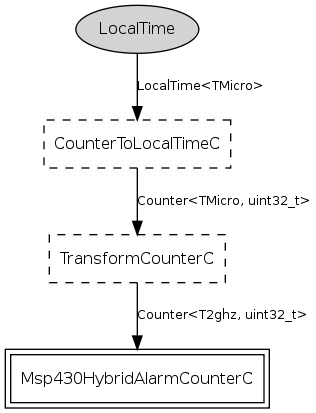 LocalTime
LocalTime<TMicro>
CounterToLocalTimeC
Counter<TMicro, uint32_t>
TransformCounterC
Counter<T2ghz, uint32_t>
Msp430HybridAlarmCounterC